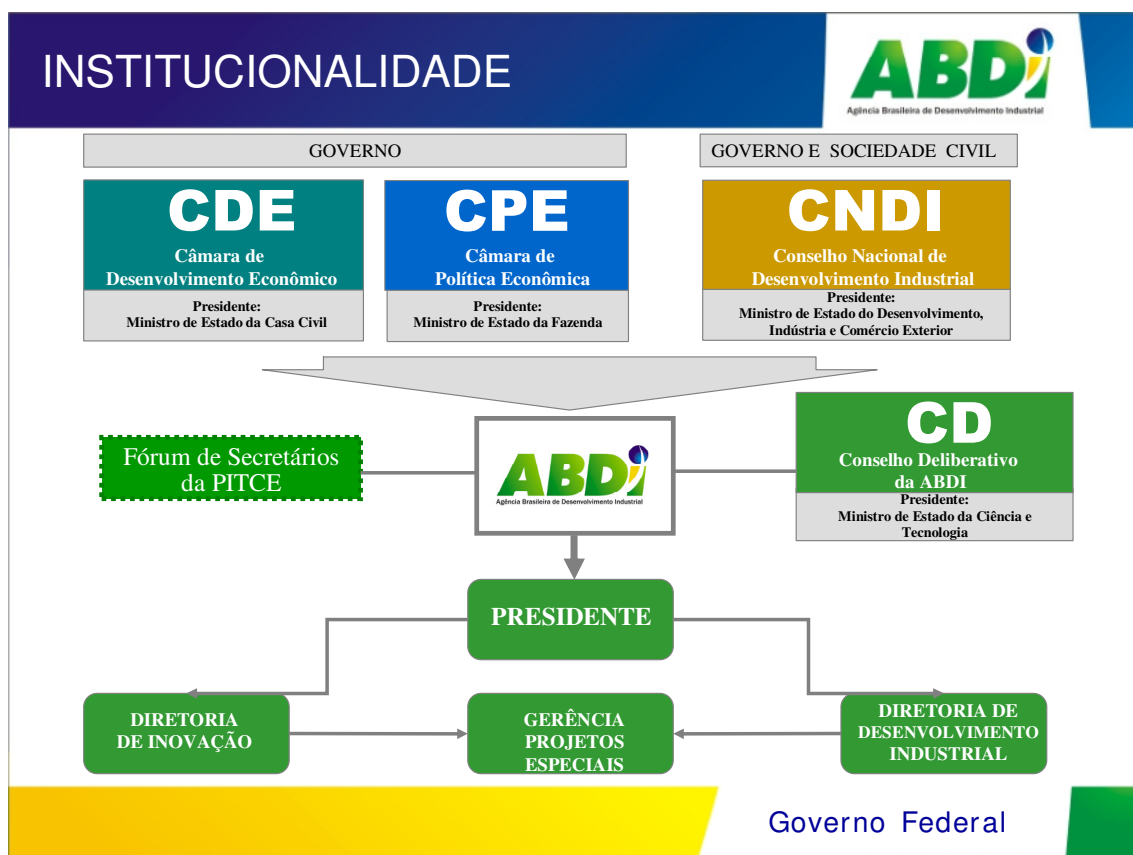 INSTITUCIONALIDADE
ABDi
Agência Brasileira de Desenvolvimento Industrial
GOVERNO
GOVERNO E SOCIEDADE CIVIL
CDE
Câmara de
Desenvolvimento Econômico
Presidente:
Ministro de Estado da Casa Civil
CPE
Câmara de
Política Econômica
Presidente:
Ministro de Estado da Fazenda
CNDI
Conselho Nacional de
Desenvolvimento Industrial
Presidente:
Ministro de Estado do Desenvolvimento,
Indústria e Comércio Exterior
Fórum de Secretários
da PITCE
ABDi
Agência Brasileira de Desenvolvimento Industrial
CD
Conselho Deliberativo
da ABDI
Presidente:
Ministro de Estado da Ciência e
Tecnologia
PRESIDENTE
DIRETORIA
DE INOVAÇÃO
GERÊNCIA
PROJETOS
ESPECIAIS
DIRETORIA DE
DESENVOLVIMENTO
INDUSTRIAL
Governo Federal